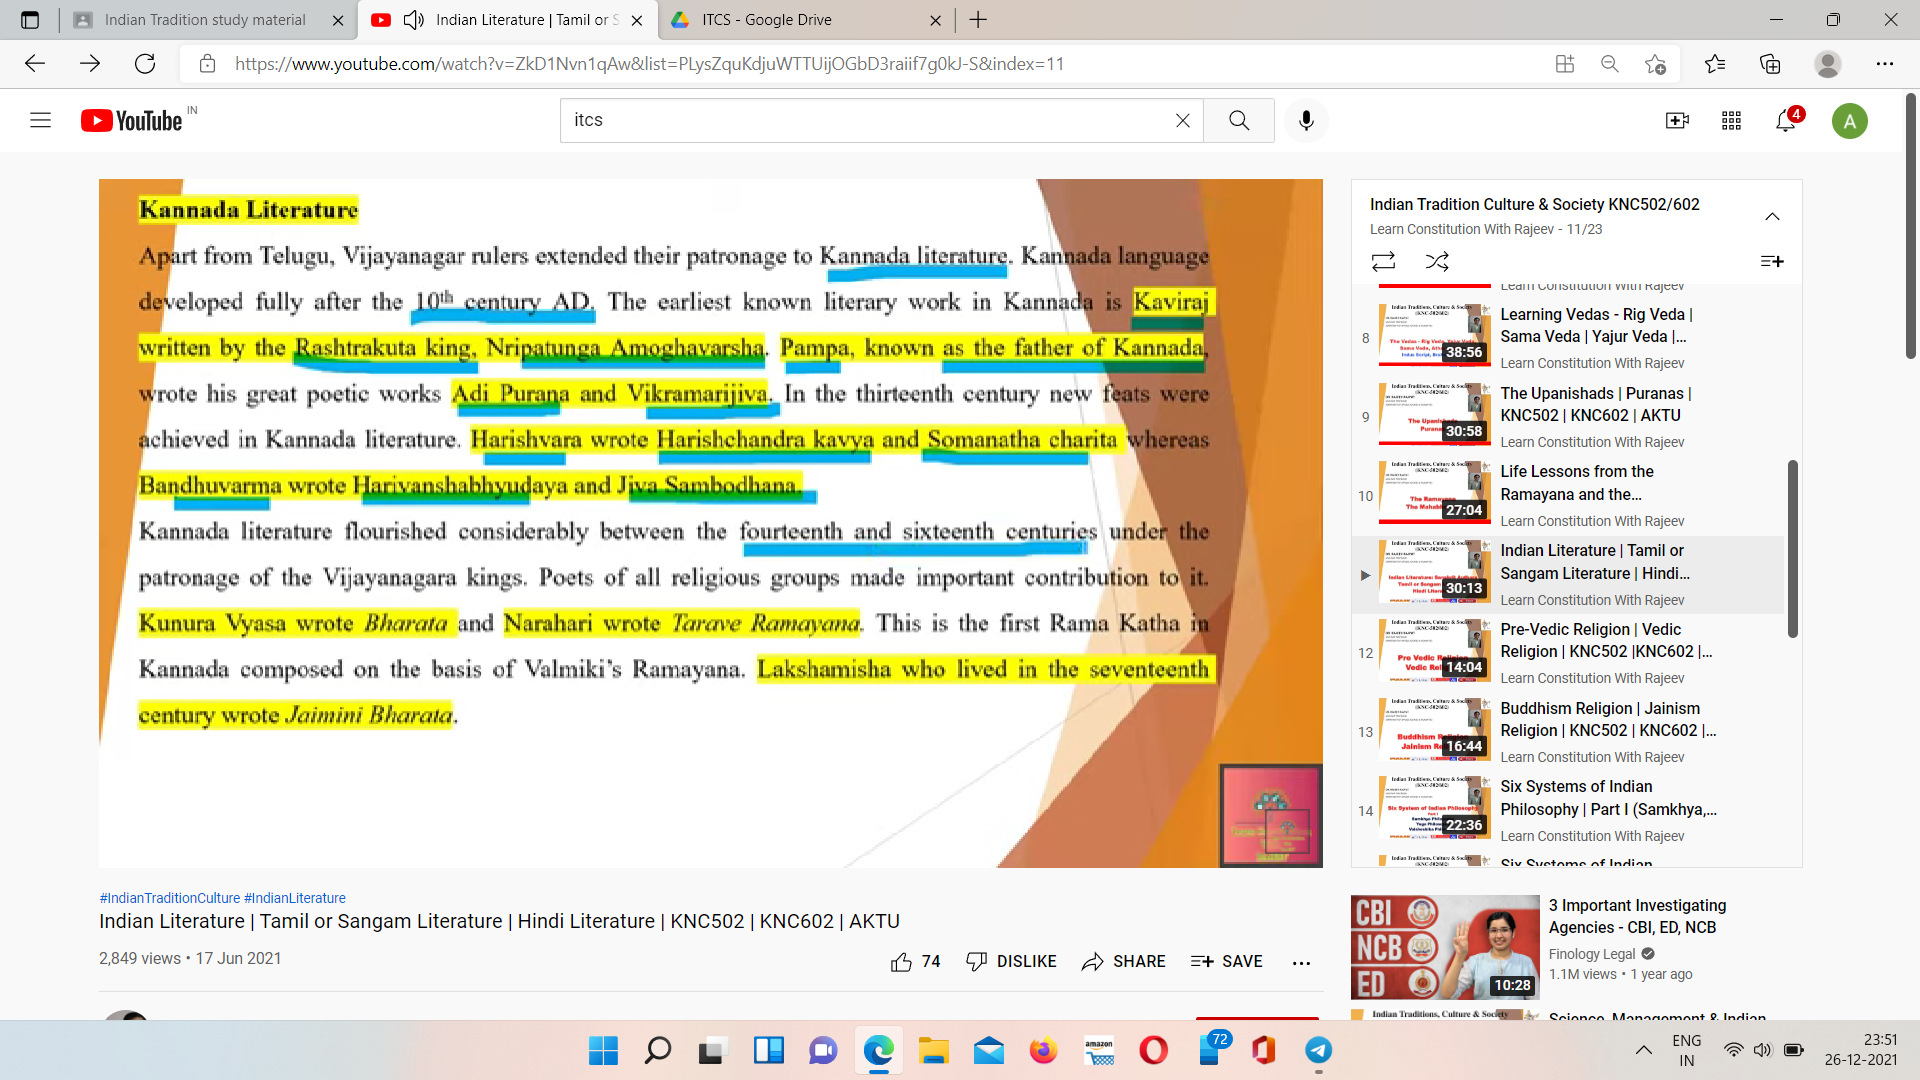 Indian Tradition study material
Indian Literature | Tamil or S
ITCS - Google Drive
https://www.youtube.com/watch?v=ZkD1Nvn1qAw&list=PLysZquKdjuWTTUijOGbD3raiif7g0kJ-S&index=11
YouTube IN
itcs
4
A
Kannada Literature
Apart from Telugu, Vijayanagar rulers extended their patronage to Kannada literature. Kannada language
developed fully after the 10th century AD. The earliest known literary work in Kannada is Kaviraj
written by the Rashtrakuta king, Nripatunga Amoghavarsha. Pampa, known as the father of Kannada,
wrote his great poetic works Adi Purana and Vikramarijiva. In the thirteenth century new feats were
achieved in Kannada literature. Harishvara wrote Harishchandra kavya and Somanatha charita whereas
Bandhuvarma wrote Harivanshabhyudaya and Jiva Sambodhana.
Kannada literature flourished considerably between the fourteenth and sixteenth centuries under the
patronage of the Vijayanagara kings. Poets of all religious groups made important contribution to it.
Kunura Vyasa wrote Bharata and Narahari wrote Tarave Ramayana. This is the first Rama Katha in
Kannada composed on the basis of Valmiki's Ramayana. Lakshamisha who lived in the seventeenth
century wrote Jaimini Bharata.
#IndianTraditionCulture #IndianLiterature
Indian Literature | Tamil or Sangam Literature | Hindi Literature | KNC502 | KNC602 | AKTU
2,849 views • 17 Jun 2021
74
DISLIKE
SHARE
SAVE
Indian Tradition Culture & Society KNC502/602
Learn Constitution With Rajeev - 11/23
Learn Constitution With Rajeev
8
38:56
Learning Vedas - Rig Veda |
Sama Veda | Yajur Veda |...
Learn Constitution With Rajeev
9
30:58
The Upanishads | Puranas |
KNC502 | KNC602 | AKTU
Learn Constitution With Rajeev
10
27:04
Life Lessons from the
Ramayana and the...
Learn Constitution With Rajeev
30:13
Indian Literature | Tamil or
Sangam Literature | Hindi...
Learn Constitution With Rajeev
12
14:04
Pre-Vedic Religion | Vedic
Religion | KNC502 |KNC602 |...
Learn Constitution With Rajeev
13
16:44
Buddhism Religion | Jainism
Religion | KNC502 | KNC602 |...
Learn Constitution With Rajeev
14
22:36
Six Systems of Indian
Philosophy | Part I (Samkhya,...
Learn Constitution With Rajeev
Six Systems of Indian
CBI
NCB
ED
10:28
3 Important Investigating
Agencies - CBI, ED, NCB
Finology Legal
1.1M views • 1 year ago
Indian Traditions, Culture & Society
Science, Management & Indian
amazon
72
ENG
IN
23:51
26-12-2021